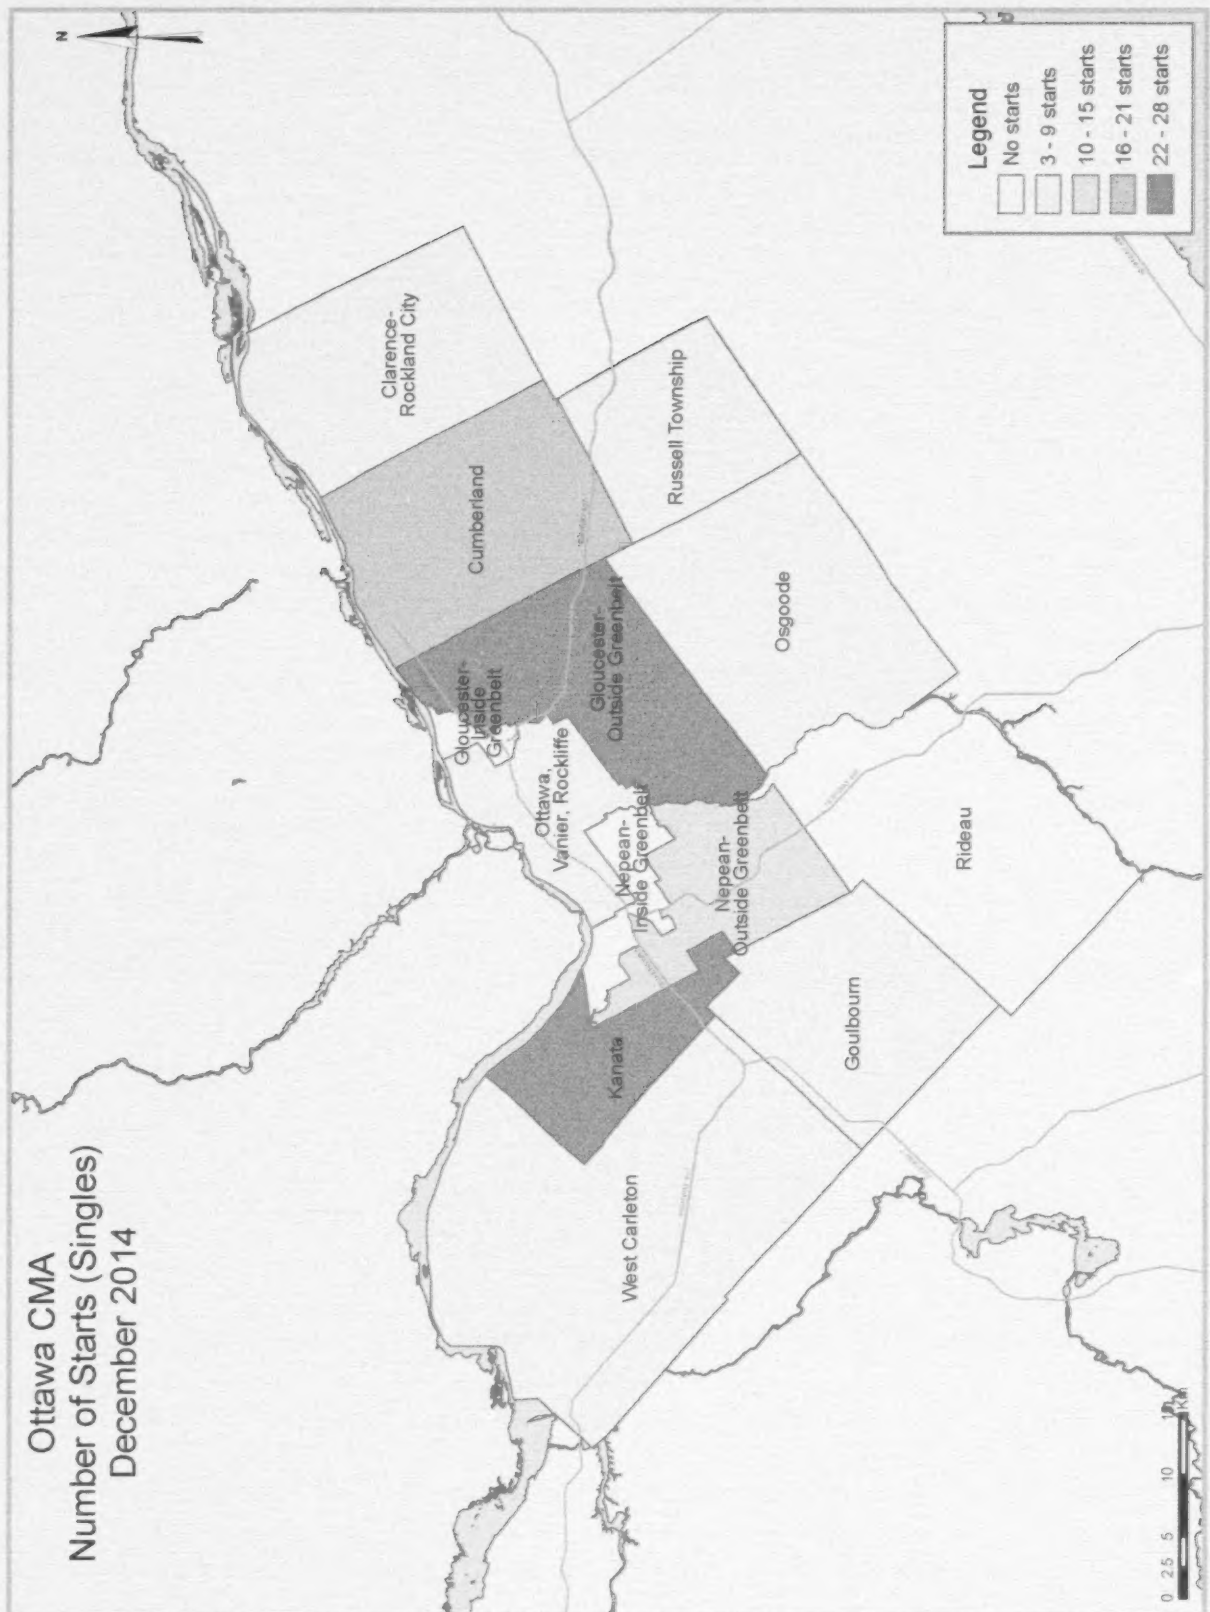 Ottawa CMA
Number of Starts (Singles)
December 2014
N
Clarence-
Rockland City
Cumberland
Russell Township
Gloucester-
Inside
Greenbelt
Gloucester-
Outside Greenbelt
Osgoode
Ottawa,
Vanier, Rockliffe
Nepean-
Inside Greenbelt
Nepean-
Outside Greenbelt
Rideau
Kanata
Goulbourn
West Carleton
Legend
No starts
3 - 9 starts
10 - 15 starts
16 - 21 starts
22 - 28 starts
0 2.5 5 10
Km